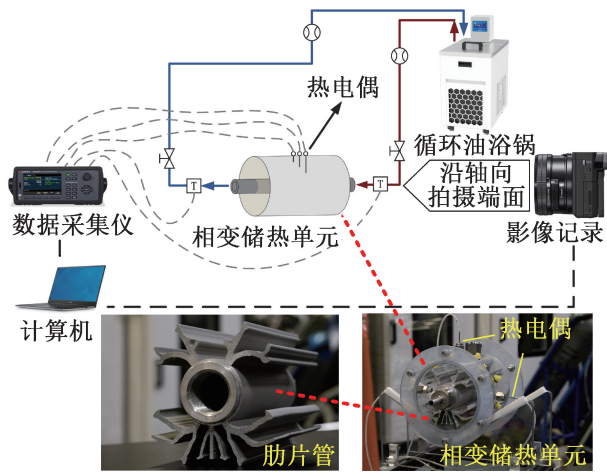 热电偶
循环油浴锅
沿轴向
拍摄端面
T
T
数据采集仪
相变储热单元
影像记录
计算机
热电偶
肋片管
相变储热单元